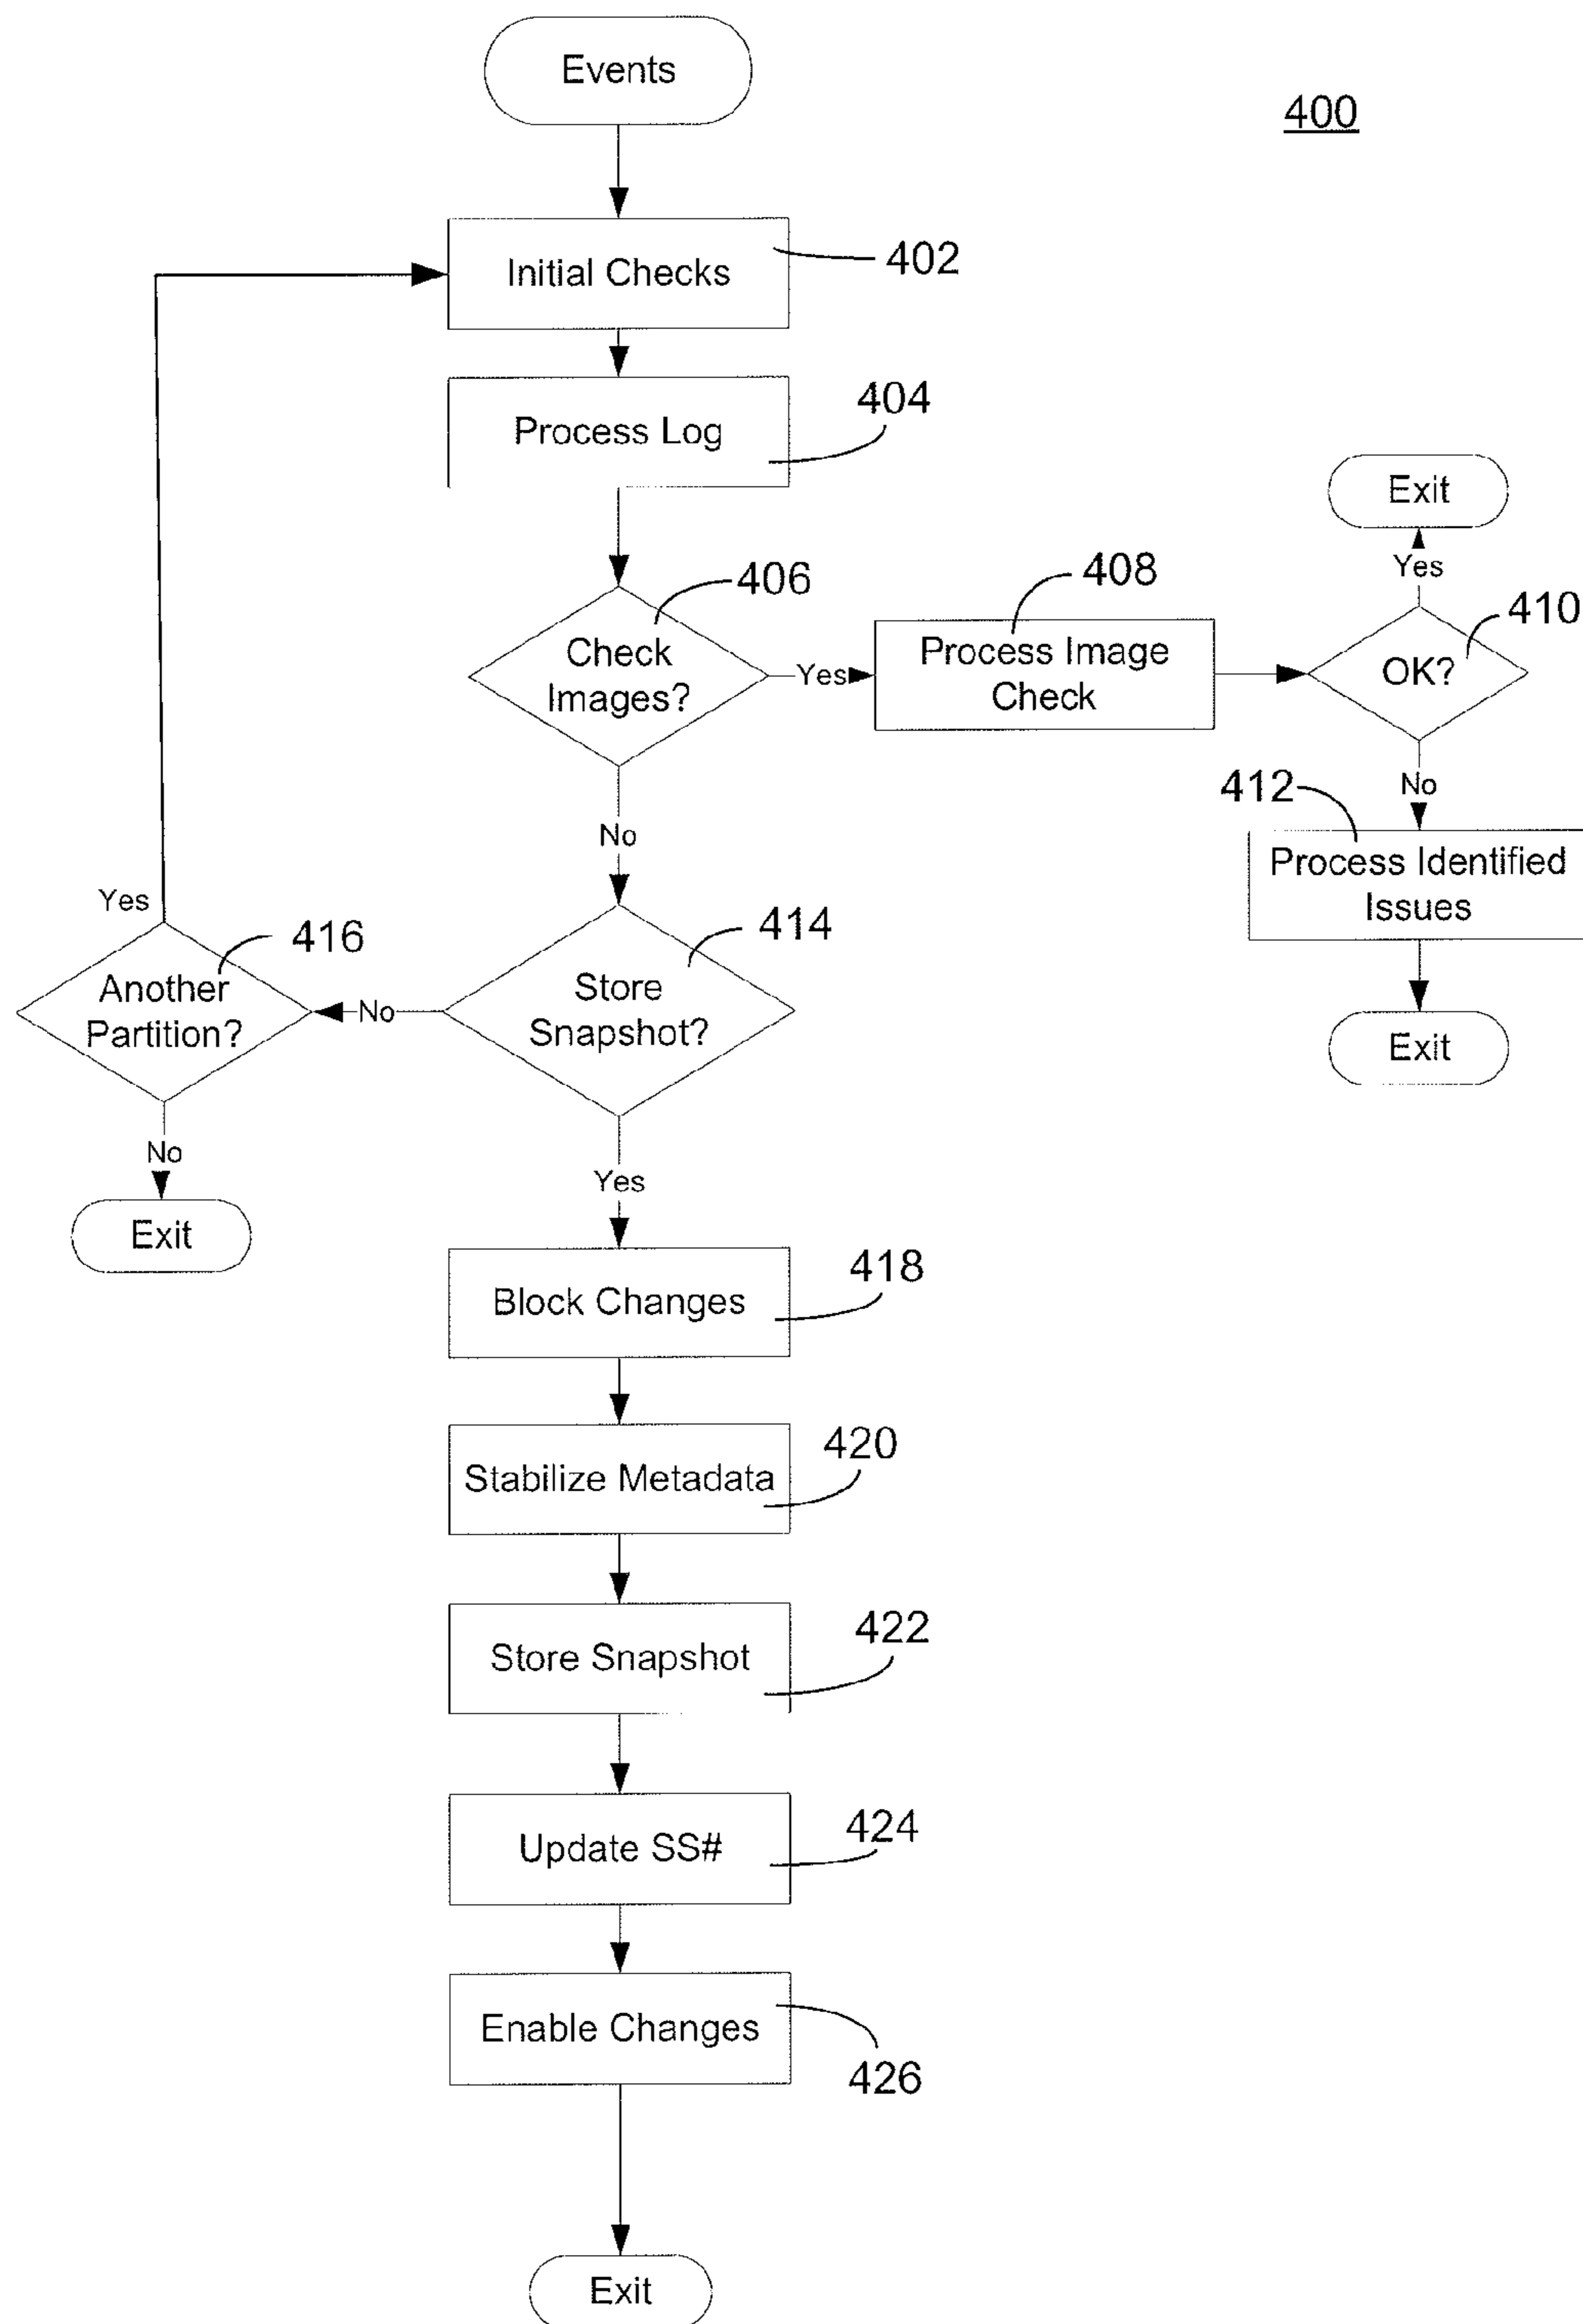 Events
400
Initial Checks
402
Process Log
404
Exit
Yes
Check
Images?
406
Yes
Process Image
Check
408
OK?
410
No
412
Process Identified
Issues
Exit
No
Store
Snapshot?
414
No
Another
Partition?
416
Yes
No
Exit
Yes
Block Changes
418
Stabilize Metadata
420
Store Snapshot
422
Update SS#
424
Enable Changes
426
Exit